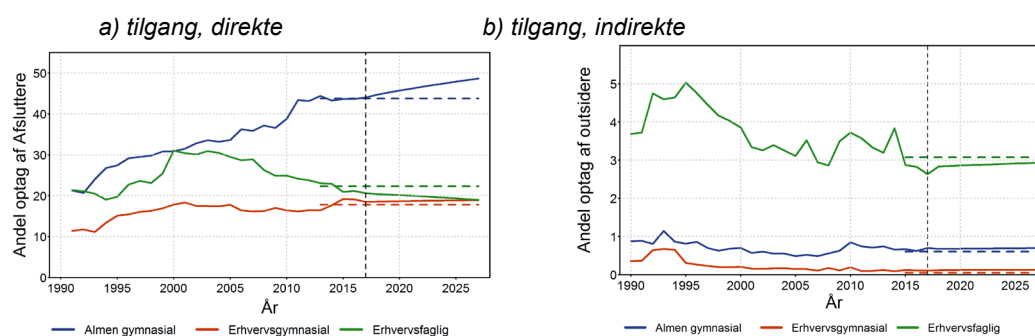 a) tilgang, direkte
b) tilgang, indirekte
Andel optag af Afsluttere
50
40
30
20
10
0
1990 1995 2000 2005 2010 2015 2020 2025
År
Almen gymnasial Erhvervsgymnasial Erhvervsfaglig
Andel optag af outsidere
5
4
3
2
1
0
1990 1995 2000 2005 2010 2015 2020 2025
År
Almen gymnasial Erhvervsgymnasial Erhvervsfaglig